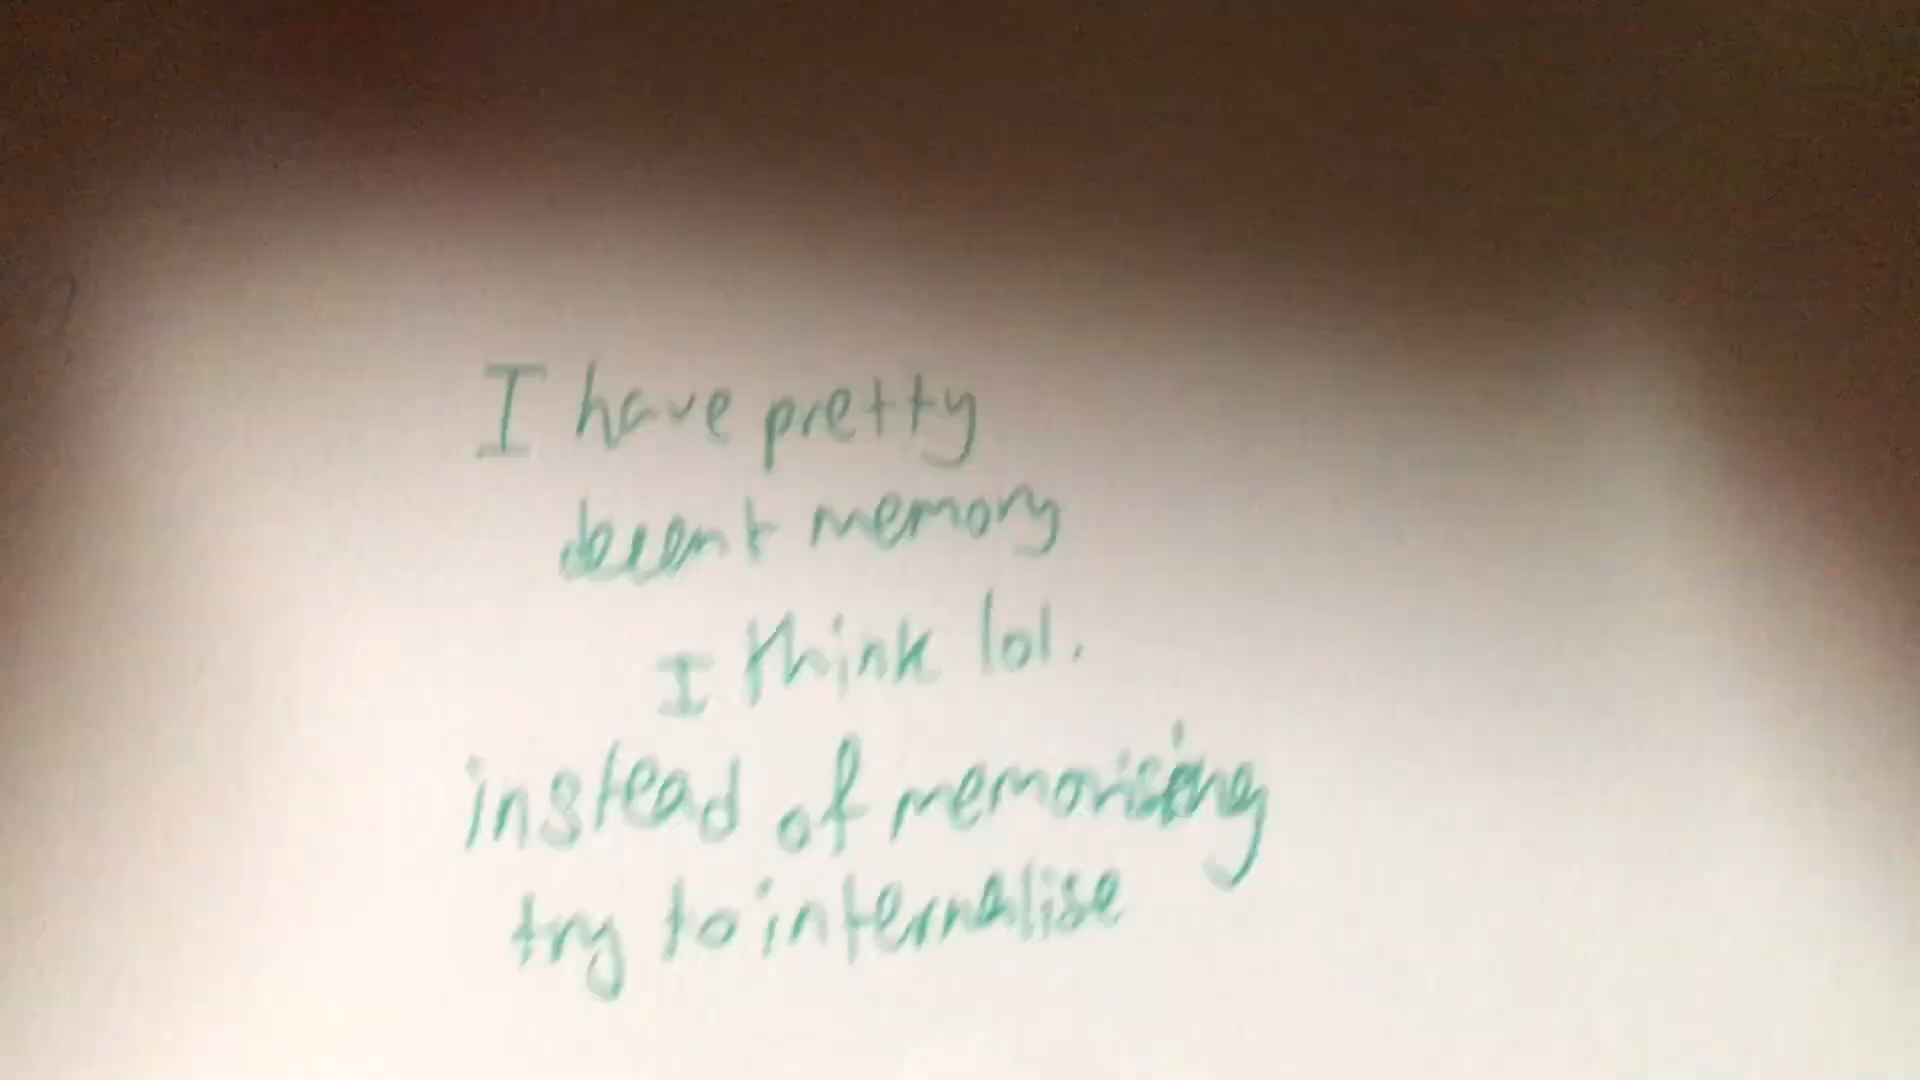 I have pretty
decent memory
I think lol.
instead of memorising
try to internalise